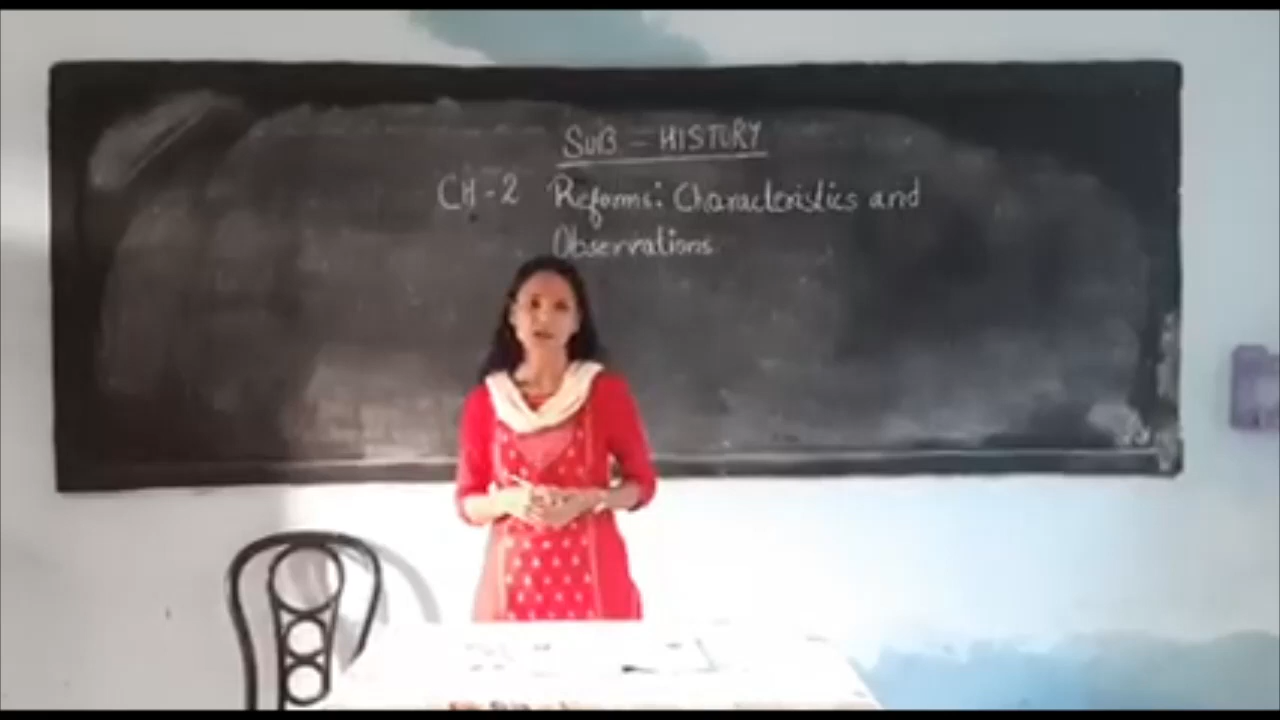 SUB - HISTORY
CH-2 Reforms: Characteristics and
Observations